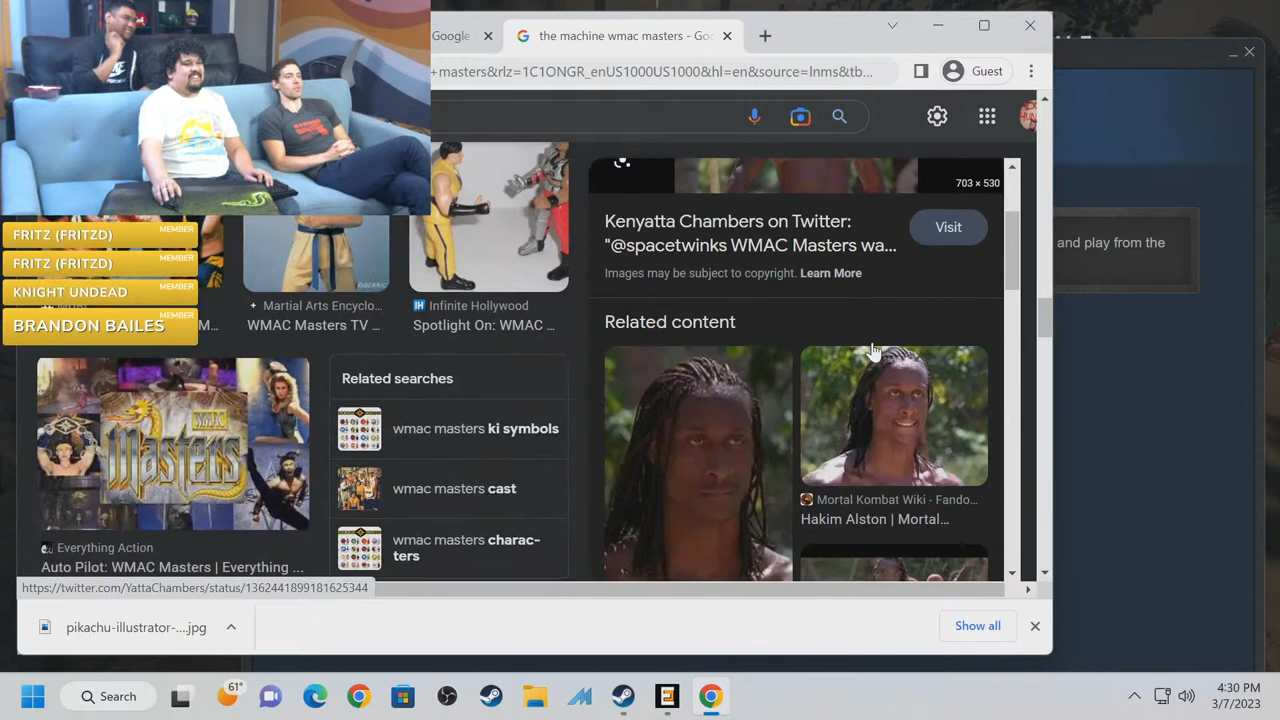 Google
the machine wmac masters - Goo
masters&rlz=1C1ONGR_enUS1000US1000&hl=en&source=lnms&tb...
Guest
703 × 530
Kenyatta Chambers on Twitter:
"@spacetwinks WMAC Masters wa...
Visit
and play from the
Images may be subject to copyright. Learn More
FRITZ (FRITZD)
MEMBER
FRITZ (FRITZD)
MEMBER
KNIGHT UNDEAD
MEMBER
BRANDON BAILES
MEMBER
M...
Martial Arts Encyclo...
WMAC Masters TV ...
Infinite Hollywood
Spotlight On: WMAC ...
Related content
WMAC
Masters
Everything Action
Auto Pilot: WMAC Masters | Everything ...
Related searches
wmac masters ki symbols
wmac masters cast
wmac masters charac-
ters
Mortal Kombat Wiki - Fando...
Hakim Alston | Mortal...
https://twitter.com/YattaChambers/status/1362441899181625344
pikachu-illustrator-....jpg
Show all
61°
Search
4:30 PM
3/7/2023